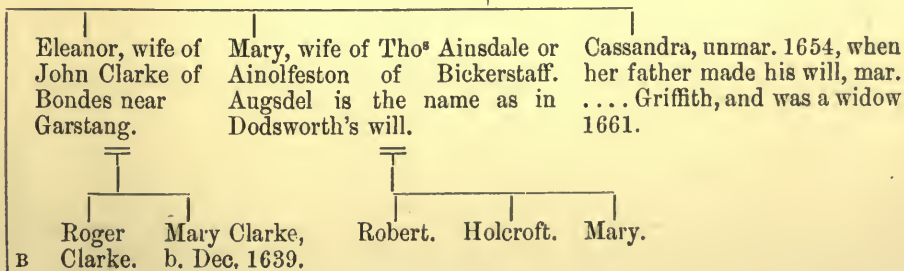 Eleanor, wife of
John Clarke of
Bondes near
Garstang.
Mary, wife of Thoˢ Ainsdale or
Ainolfeston of Bickerstaff.
Augsdel is the name as in
Dodsworth's will.
Cassandra, unmar. 1654, when
her father made his will, mar.
.... Griffith, and was a widow
1661.
Roger
Clarke.
Mary Clarke,
b. Dec. 1639.
Robert.
Holcroft.
Mary.
B